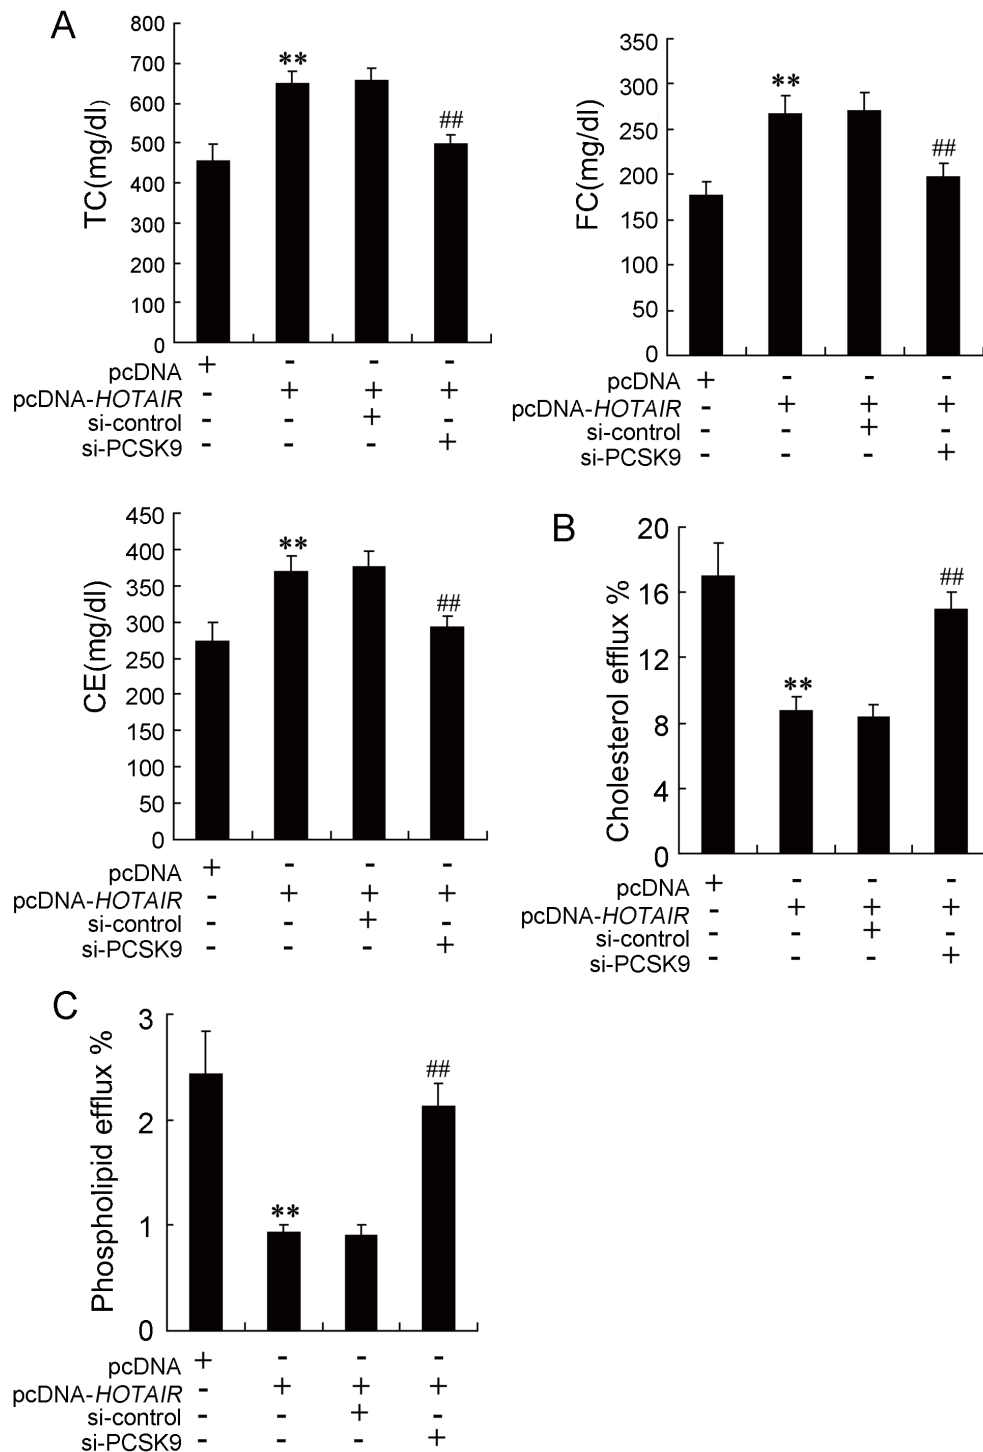 A
TC(mg/dl)
800
700
600
500
400
300
200
100
0
**
##
pcDNA + - - -
pcDNA-HOTAIR - + + +
si-control - - + -
si-PCSK9 - - - +
FC(mg/dl)
350
300
250
200
150
100
50
0
**
##
pcDNA + - - -
pcDNA-HOTAIR - + + +
si-control - - + -
si-PCSK9 - - - +
CE(mg/dl)
450
400
350
300
250
200
150
100
50
0
**
##
pcDNA + - - -
pcDNA-HOTAIR - + + +
si-control - - + -
si-PCSK9 - - - +
B
Cholesterol efflux %
20
16
12
8
4
0
**
##
pcDNA + - - -
pcDNA-HOTAIR - + + +
si-control - - + -
si-PCSK9 - - - +
C
Phospholipid efflux %
3
2
1
0
**
##
pcDNA + - - -
pcDNA-HOTAIR - + + +
si-control - - + -
si-PCSK9 - - - +